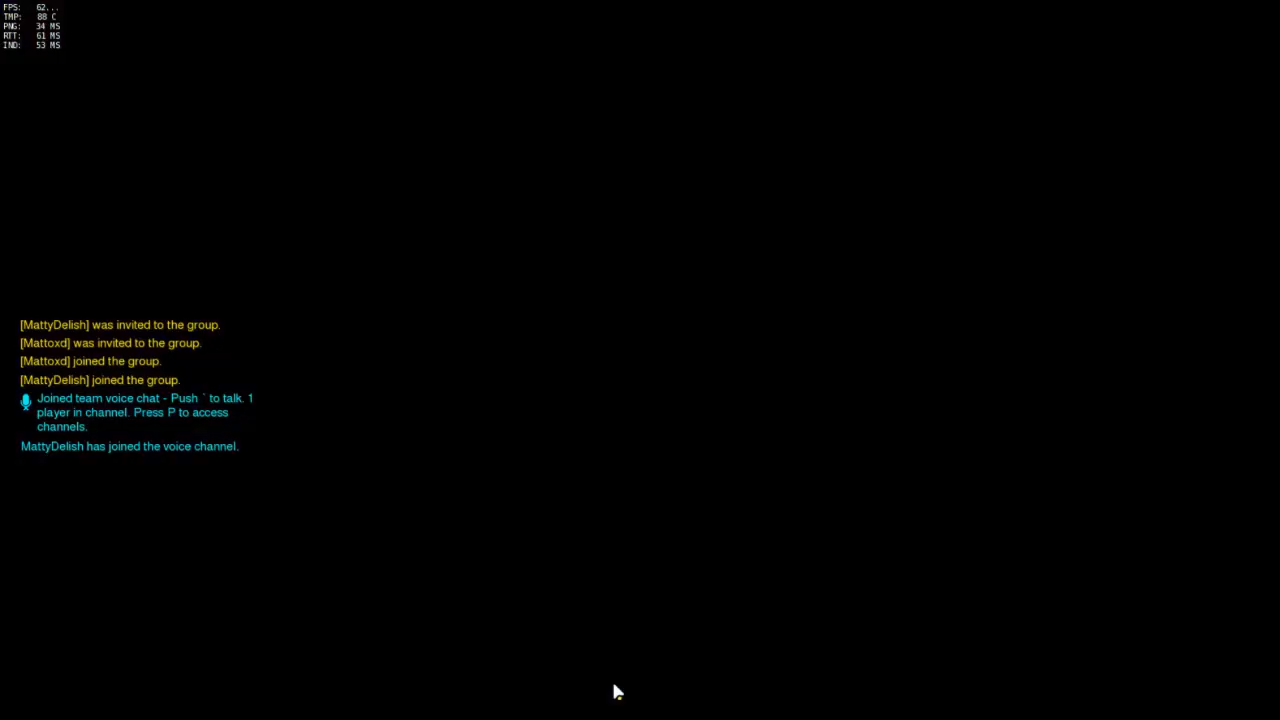 FPS: 62...
TMP: 88 C
PNG: 34 MS
RTT: 61 MS
IND: 53 MS
[MattyDelish] was invited to the group.
[Mattoxd] was invited to the group.
[Mattoxd] joined the group.
[MattyDelish] joined the group.
Joined team voice chat - Push ` to talk. 1
player in channel. Press P to access
channels.
MattyDelish has joined the voice channel.